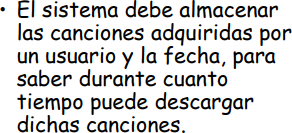 • El sistema debe almacenar
las canciones adquiridas por
un usuario y la fecha, para
saber durante cuanto
tiempo puede descargar
dichas canciones.